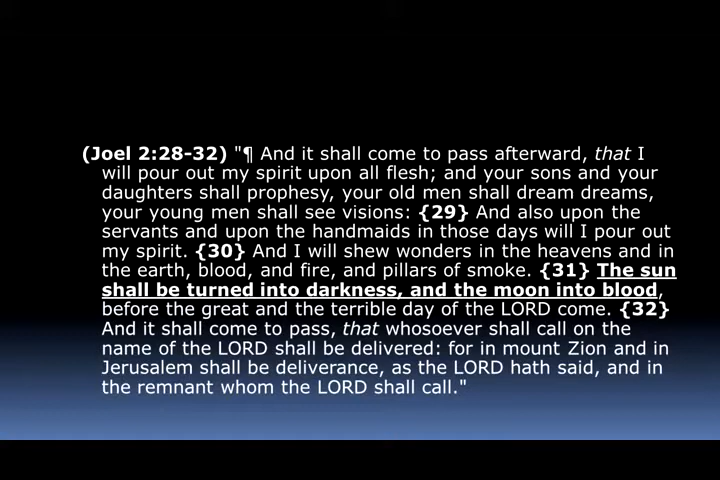 (Joel 2:28-32) "¶ And it shall come to pass afterward, that I
will pour out my spirit upon all flesh; and your sons and your
daughters shall prophesy, your old men shall dream dreams,
your young men shall see visions: {29} And also upon the
servants and upon the handmaids in those days will I pour out
my spirit. {30} And I will shew wonders in the heavens and in
the earth, blood, and fire, and pillars of smoke. {31} The sun
shall be turned into darkness, and the moon into blood,
before the great and the terrible day of the LORD come. {32}
And it shall come to pass, that whosoever shall call on the
name of the LORD shall be delivered: for in mount Zion and in
Jerusalem shall be deliverance, as the LORD hath said, and in
the remnant whom the LORD shall call."